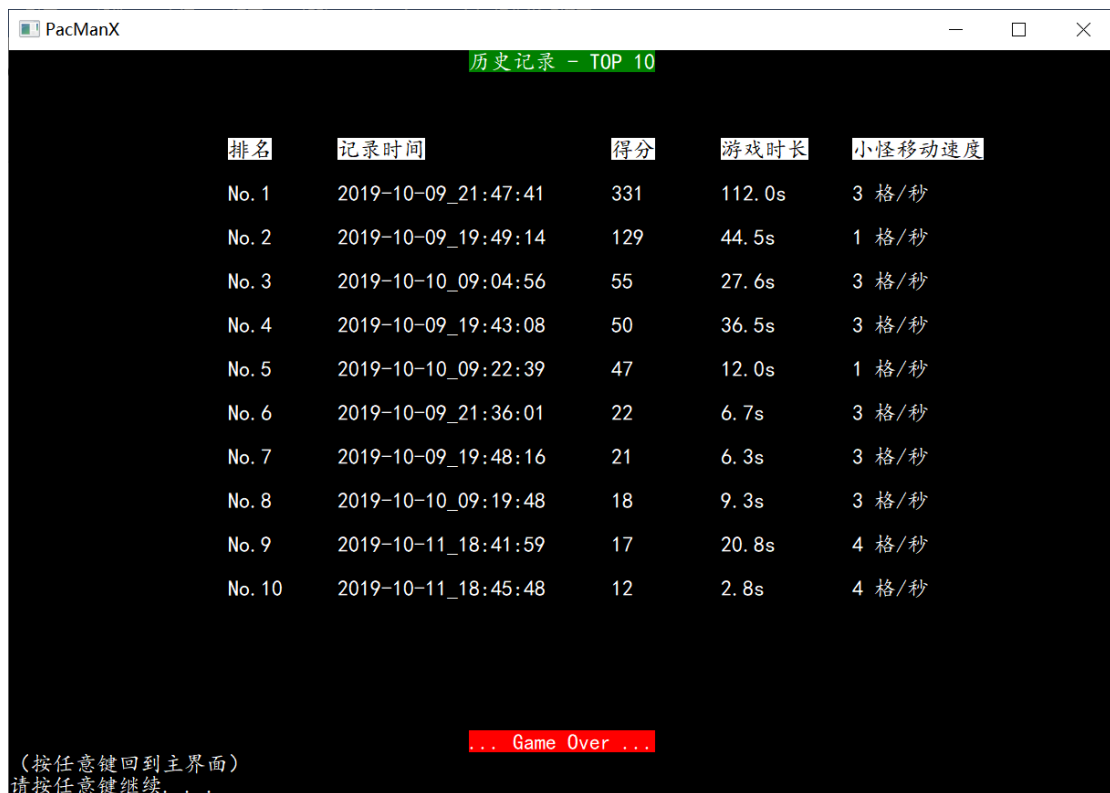 PacManX
历史记录 - TOP 10
排名 记录时间 得分 游戏时长 小怪移动速度
No.1 2019-10-09_21:47:41 331 112.0s 3 格/秒
No.2 2019-10-09_19:49:14 129 44.5s 1 格/秒
No.3 2019-10-10_09:04:56 55 27.6s 3 格/秒
No.4 2019-10-09_19:43:08 50 36.5s 3 格/秒
No.5 2019-10-10_09:22:39 47 12.0s 1 格/秒
No.6 2019-10-09_21:36:01 22 6.7s 3 格/秒
No.7 2019-10-09_19:48:16 21 6.3s 3 格/秒
No.8 2019-10-10_09:19:48 18 9.3s 3 格/秒
No.9 2019-10-11_18:41:59 17 20.8s 4 格/秒
No.10 2019-10-11_18:45:48 12 2.8s 4 格/秒
... Game Over ...
（按任意键回到主界面）
请按任意键继续. . .